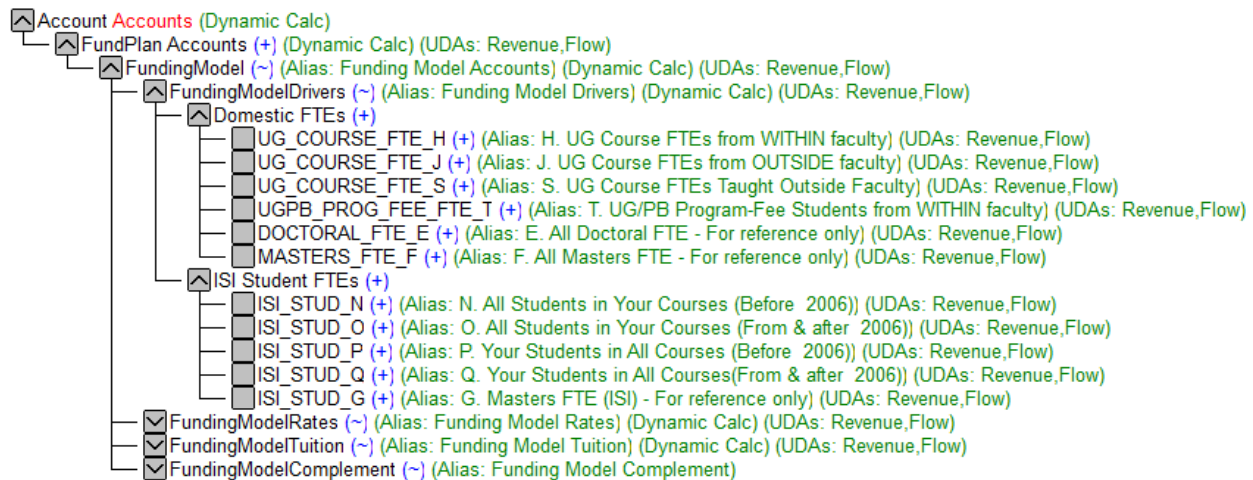 Account Accounts (Dynamic Calc)
FundPlan Accounts (+) (Dynamic Calc) (UDAs: Revenue,Flow)
FundingModel (~) (Alias: Funding Model Accounts) (Dynamic Calc) (UDAs: Revenue,Flow)
FundingModelDrivers (~) (Alias: Funding Model Drivers) (Dynamic Calc) (UDAs: Revenue,Flow)
Domestic FTEs (+)
UG_COURSE_FTE_H (+) (Alias: H. UG Course FTEs from WITHIN faculty) (UDAs: Revenue,Flow)
UG_COURSE_FTE_J (+) (Alias: J. UG Course FTEs from OUTSIDE faculty) (UDAs: Revenue,Flow)
UG_COURSE_FTE_S (+) (Alias: S. UG Course FTEs Taught Outside Faculty) (UDAs: Revenue,Flow)
UGPB_PROG_FEE_FTE_T (+) (Alias: T. UG/PB Program-Fee Students from WITHIN faculty) (UDAs: Revenue,Flow)
DOCTORAL_FTE_E (+) (Alias: E. All Doctoral FTE - For reference only) (UDAs: Revenue,Flow)
MASTERS_FTE_F (+) (Alias: F. All Masters FTE - For reference only) (UDAs: Revenue,Flow)
ISI Student FTEs (+)
ISI_STUD_N (+) (Alias: N. All Students in Your Courses (Before  2006)) (UDAs: Revenue,Flow)
ISI_STUD_O (+) (Alias: O. All Students in Your Courses (From & after  2006)) (UDAs: Revenue,Flow)
ISI_STUD_P (+) (Alias: P. Your Students in All Courses (Before  2006)) (UDAs: Revenue,Flow)
ISI_STUD_Q (+) (Alias: Q. Your Students in All Courses(From & after  2006)) (UDAs: Revenue,Flow)
ISI_STUD_G (+) (Alias: G. Masters FTE (ISI) - For reference only) (UDAs: Revenue,Flow)
FundingModelRates (~) (Alias: Funding Model Rates) (Dynamic Calc) (UDAs: Revenue,Flow)
FundingModelTuition (~) (Alias: Funding Model Tuition) (Dynamic Calc) (UDAs: Revenue,Flow)
FundingModelComplement (~) (Alias: Funding Model Complement)